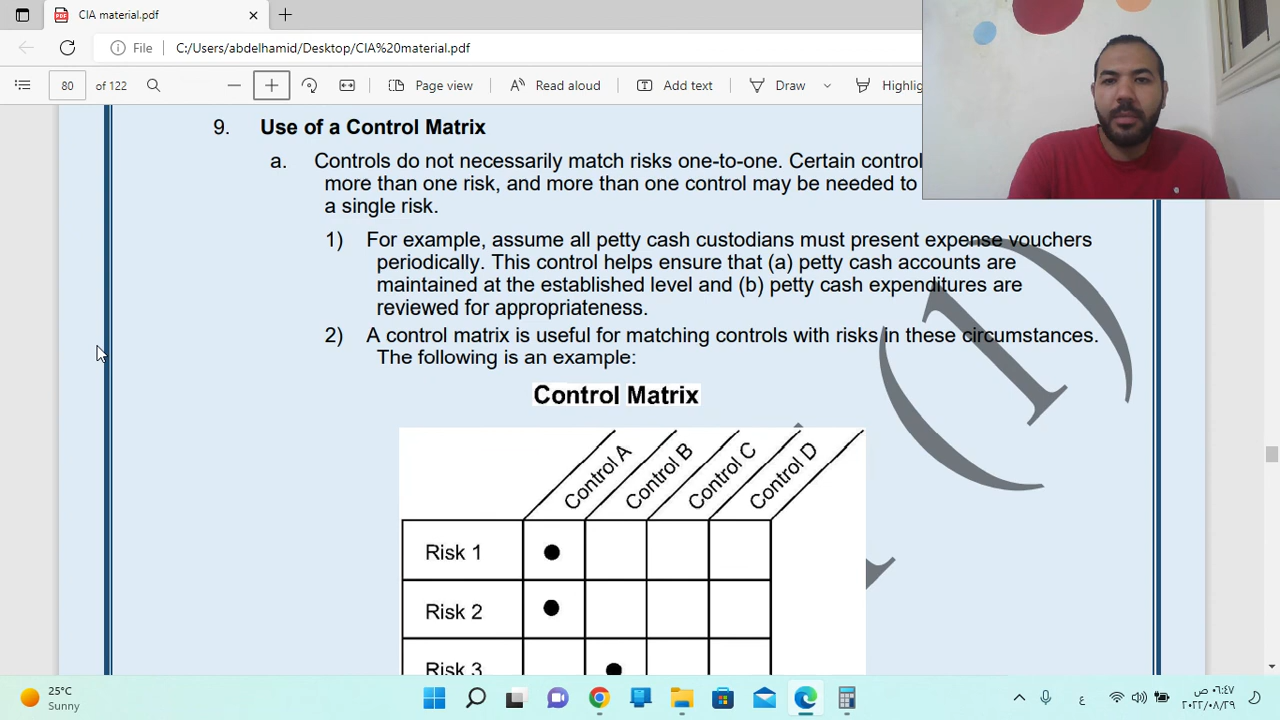 CIA material.pdf
File
C:/Users/abdelhamid/Desktop/CIA%20material.pdf
80 of 122
Page view
Read aloud
Add text
Draw
9. Use of a Control Matrix
a. Controls do not necessarily match risks one-to-one. Certain control
more than one risk, and more than one control may be needed to
a single risk.
1) For example, assume all petty cash custodians must present expense vouchers
periodically. This control helps ensure that (a) petty cash accounts are
maintained at the established level and (b) petty cash expenditures are
reviewed for appropriateness.
2) A control matrix is useful for matching controls with risks in these circumstances.
The following is an example:
Control Matrix
Control A
Control B
Control C
Control D
Risk 1
Risk 2
Risk 3
25°C
Sunny
ع
٠٦:٤٧ ص
٢٠٢٢/٠٨/٢٩